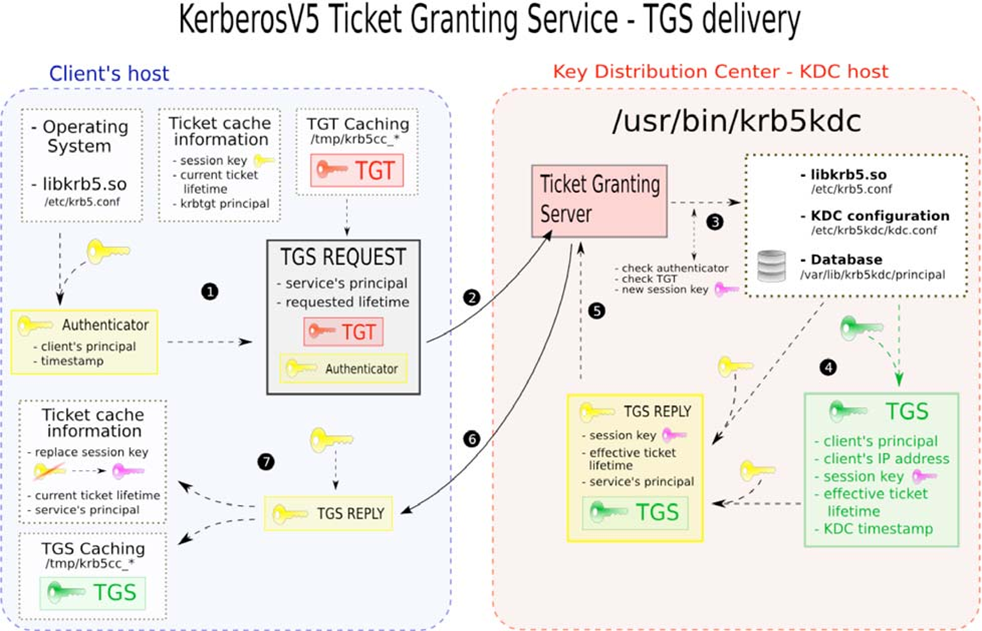 KerberosV5 Ticket Granting Service - TGS delivery
Client's host
- Operating
System
- libkrb5.so
/etc/krb5.conf
Ticket cache
information
- session key
- current ticket
lifetime
- krbtgt principal
TGT Caching
/tmp/krb5cc_*
TGT
TGS REQUEST
- service's principal
- requested lifetime
TGT
Authenticator
1
Authenticator
- client's principal
- timestamp
2
Ticket cache
information
- replace session key
- current ticket lifetime
- service's principal
7
TGS REPLY
6
TGS Caching
/tmp/krb5cc_*
TGS
Key Distribution Center - KDC host
/usr/bin/krb5kdc
Ticket Granting
Server
3
- check authenticator
- check TGT
- new session key
- libkrb5.so
/etc/krb5.conf
- KDC configuration
/etc/krb5kdc/kdc.conf
- Database
/var/lib/krb5kdc/principal
5
4
TGS REPLY
- session key
- effective ticket
lifetime
- service's principal
TGS
TGS
- client's principal
- client's IP address
- session key
- effective ticket
lifetime
- KDC timestamp